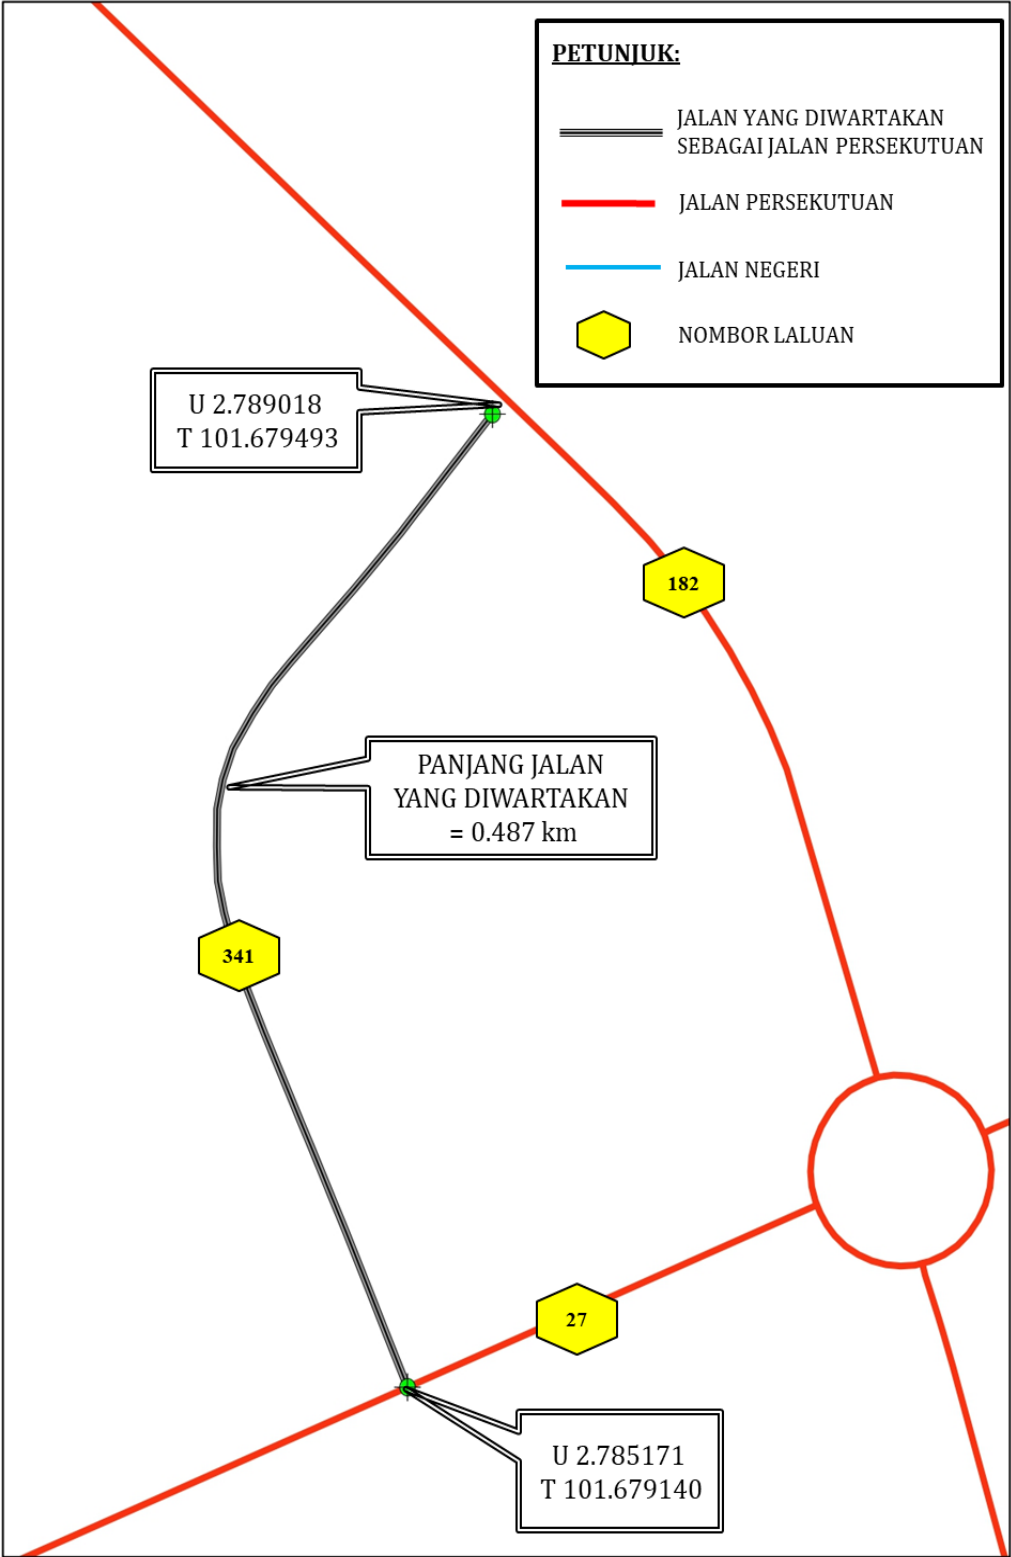 PETUNJUK:
JALAN YANG DIWARTAKAN
SEBAGAI JALAN PERSEKUTUAN
JALAN PERSEKUTUAN
JALAN NEGERI
NOMBOR LALUAN
U 2.789018
T 101.679493
182
PANJANG JALAN
YANG DIWARTAKAN
= 0.487 km
341
27
U 2.785171
T 101.679140